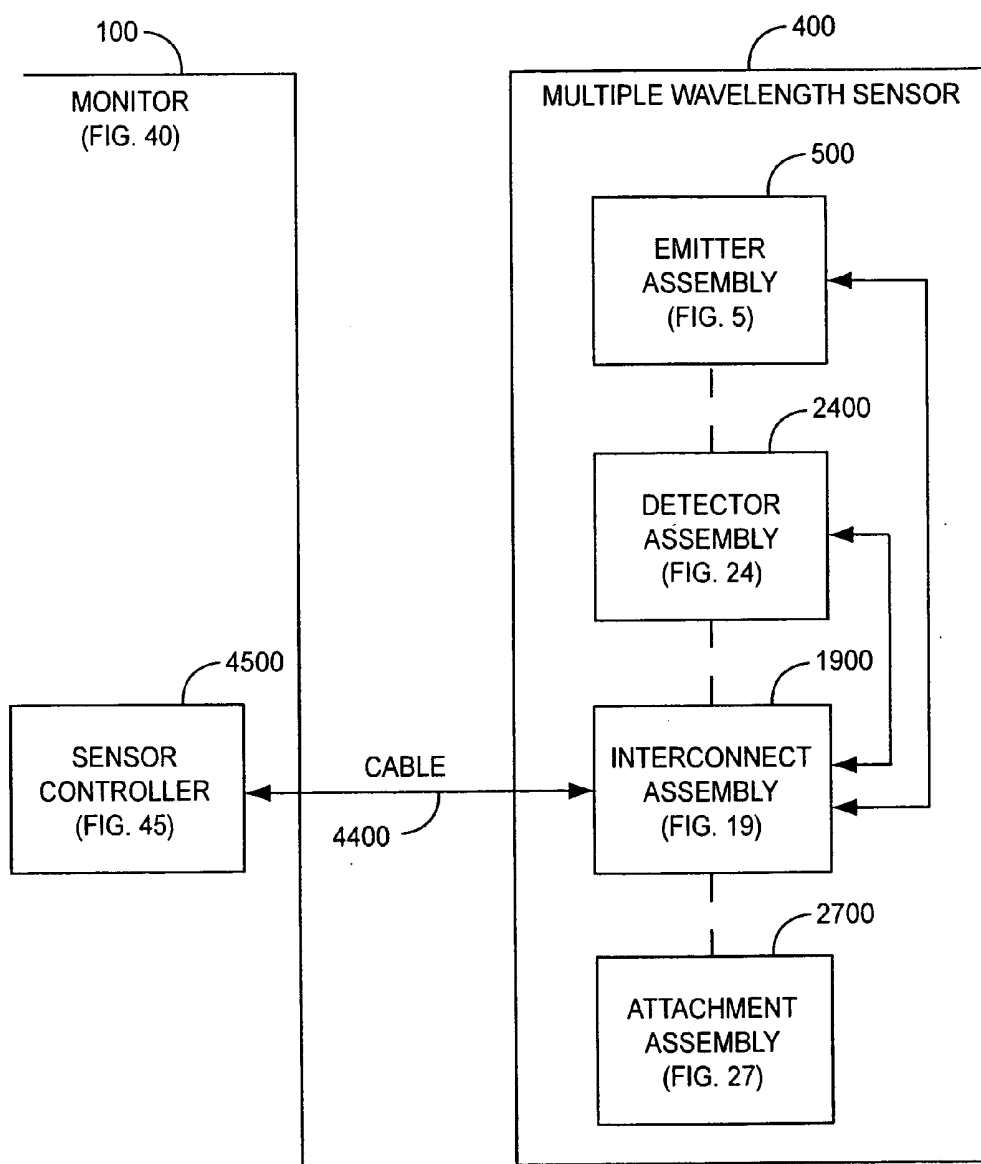 100
MONITOR
(FIG. 40)
400
MULTIPLE WAVELENGTH SENSOR
500
EMITTER
ASSEMBLY
(FIG. 5)
2400
DETECTOR
ASSEMBLY
(FIG. 24)
4500
SENSOR
CONTROLLER
(FIG. 45)
CABLE
4400
1900
INTERCONNECT
ASSEMBLY
(FIG. 19)
2700
ATTACHMENT
ASSEMBLY
(FIG. 27)